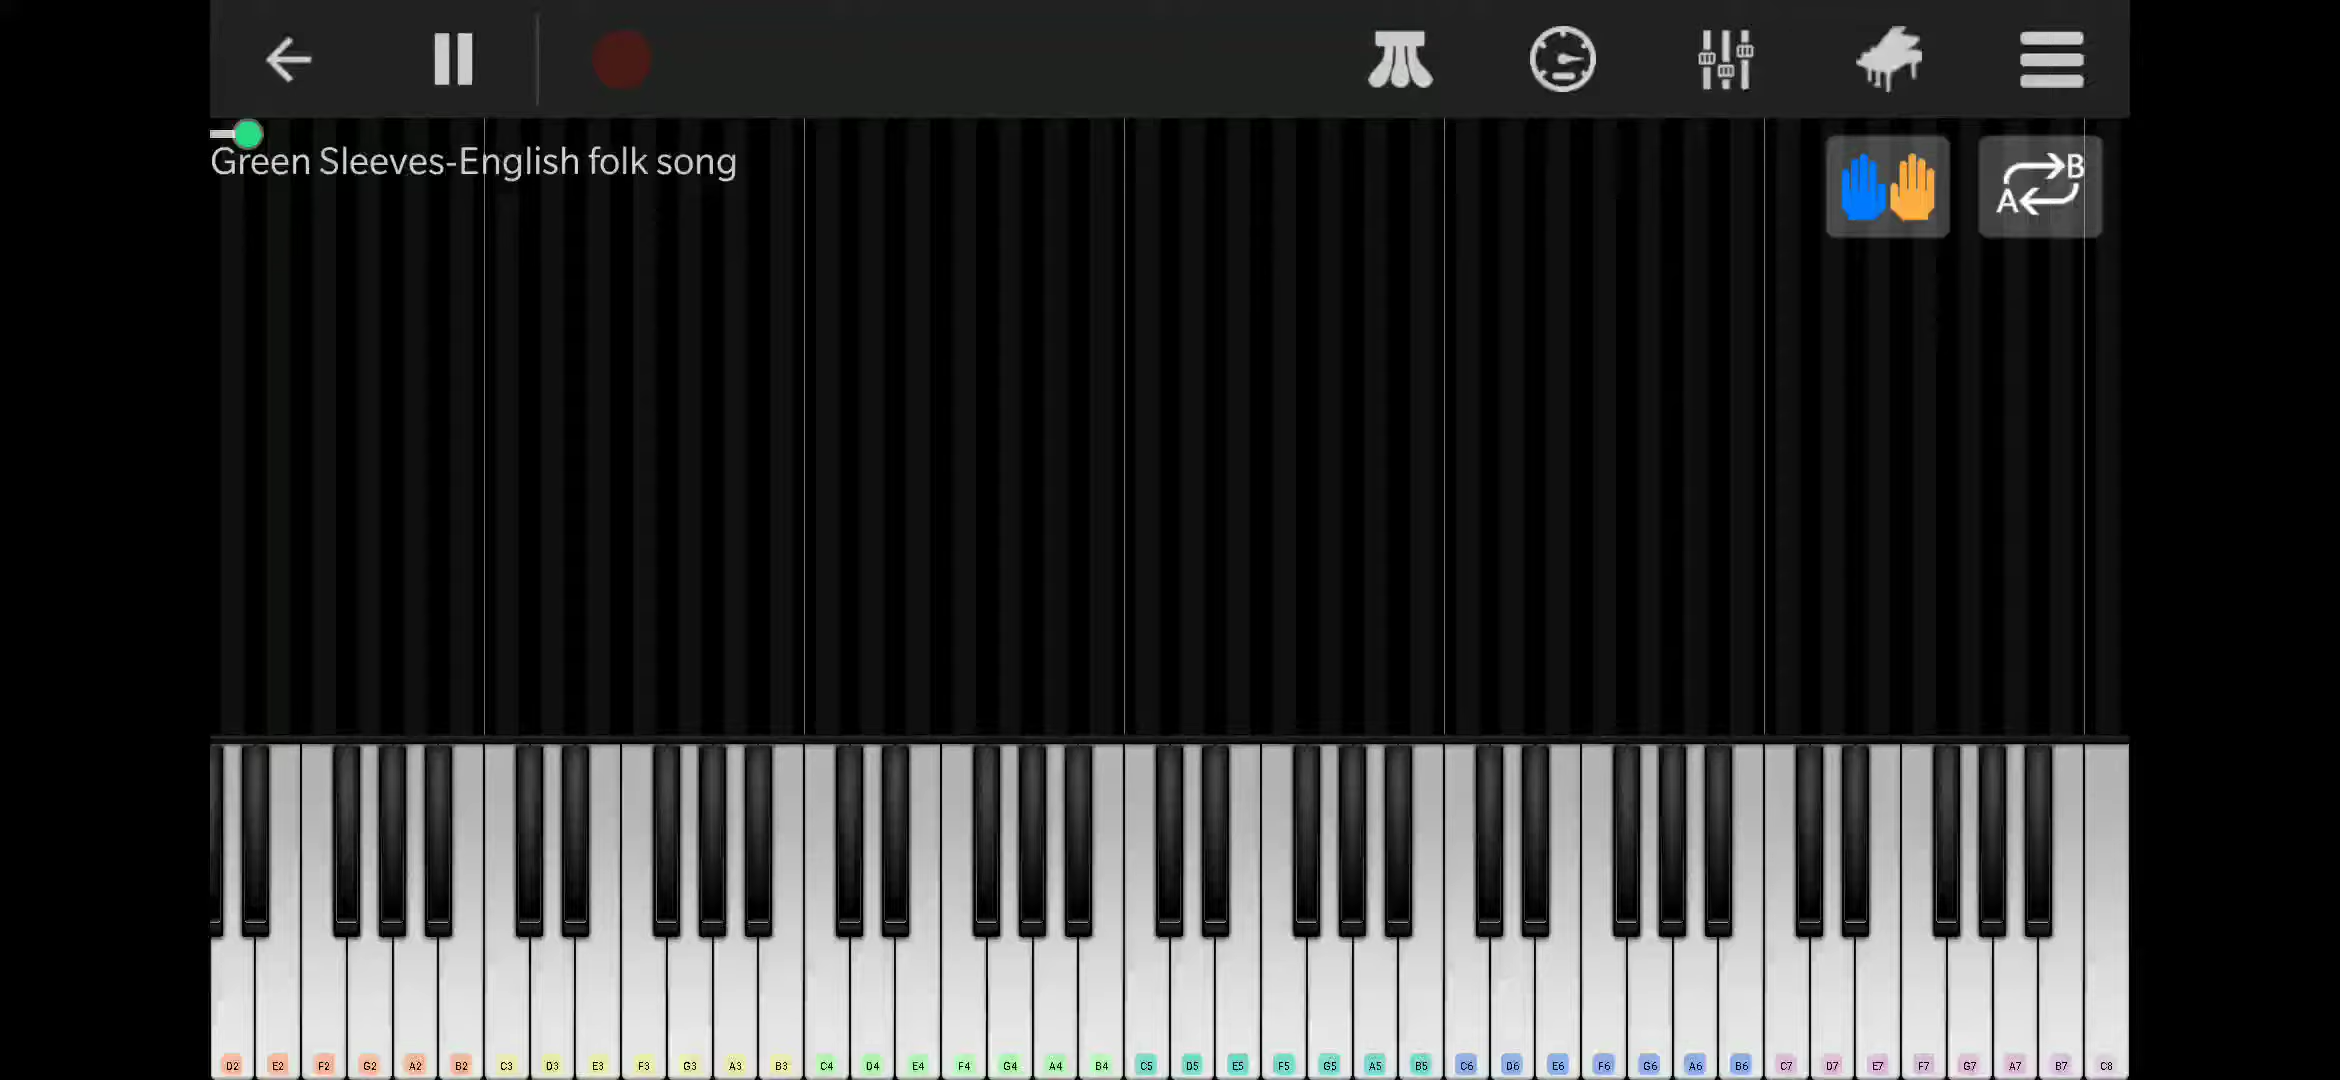 Green Sleeves-English folk song
B
A
D2 E2 F2 G2 A2 B2 C3 D3 E3 F3 G3 A3 B3 C4 D4 E4 F4 G4 A4 B4 C5 D5 E5 F5 G5 A5 B5 C6 D6 E6 F6 G6 A6 B6 C7 D7 E7 F7 G7 A7 B7 C8